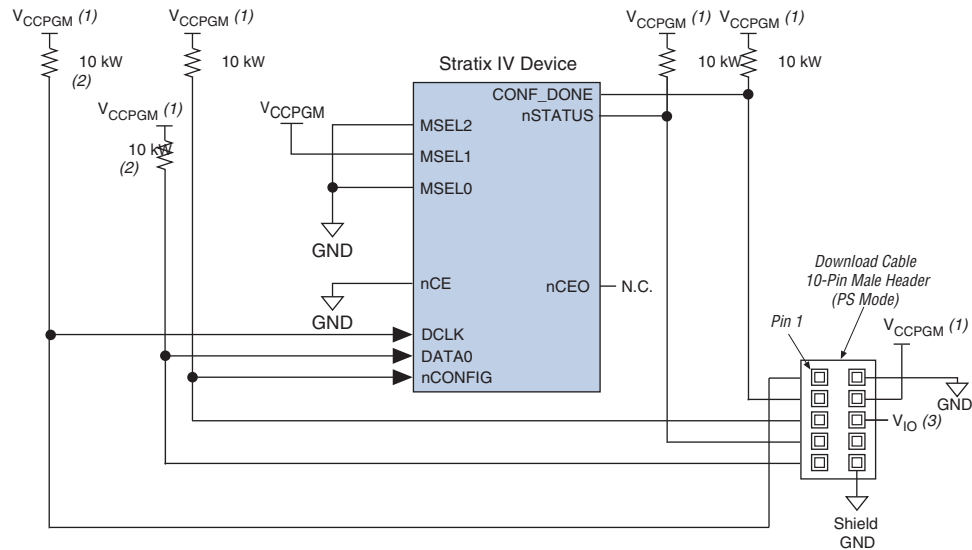 VCCPGM (1)
VCCPGM (1)
VCCPGM (1) VCCPGM (1)
10 kW
(2)
10 kW
10 kW
10 kW
Stratix IV Device
VCCPGM (1)
10 kW
(2)
VCCPGM
CONF_DONE
nSTATUS
MSEL2
MSEL1
MSEL0
GND
nCE
nCEO
N.C.
GND
DCLK
DATA0
nCONFIG
Download Cable
10-Pin Male Header
(PS Mode)
Pin 1
VCCPGM (1)
GND
VIO (3)
Shield
GND